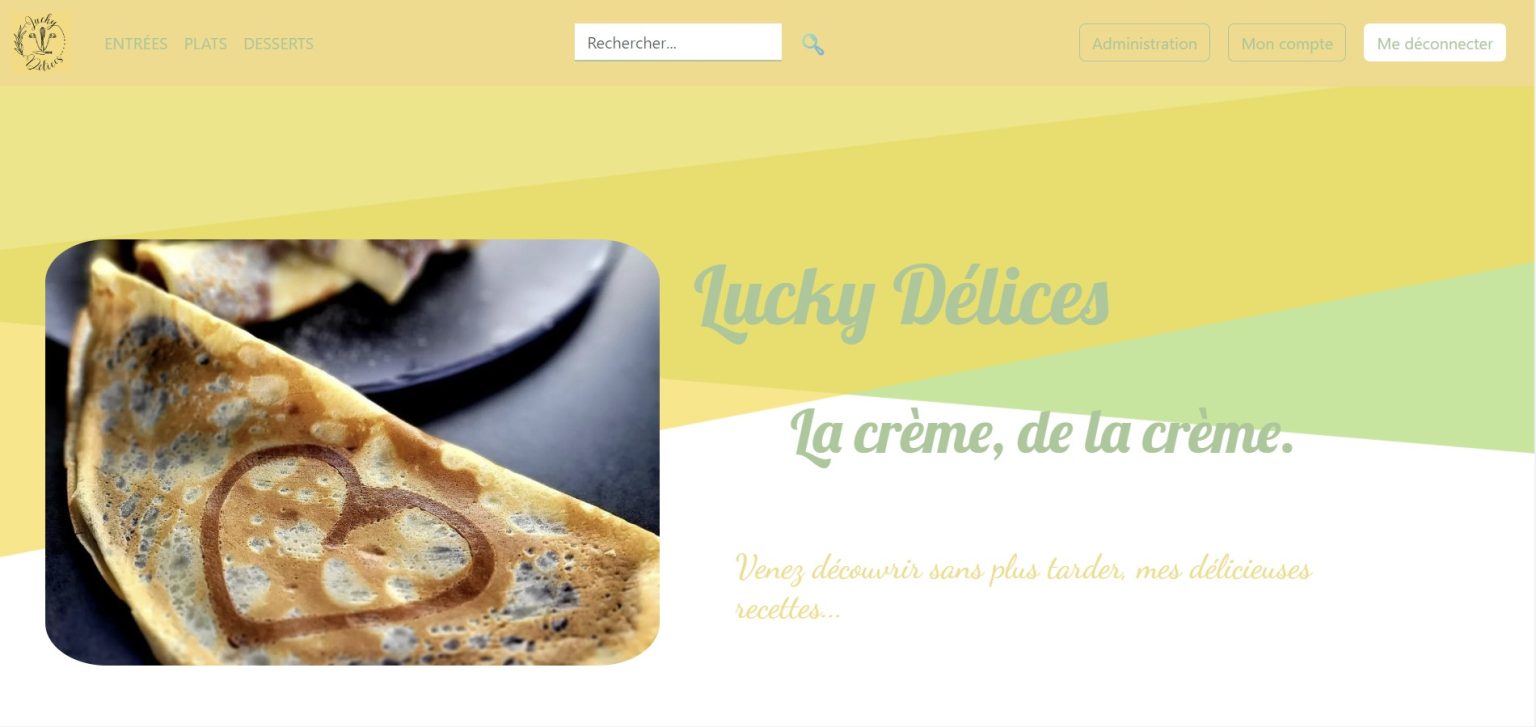 Lucky
Délices
ENTRÉES PLATS DESSERTS
Rechercher...
Administration
Mon compte
Me déconnecter
Lucky Délices
La crème, de la crème.
Venez découvrir sans plus tarder, mes délicieuses
recettes...